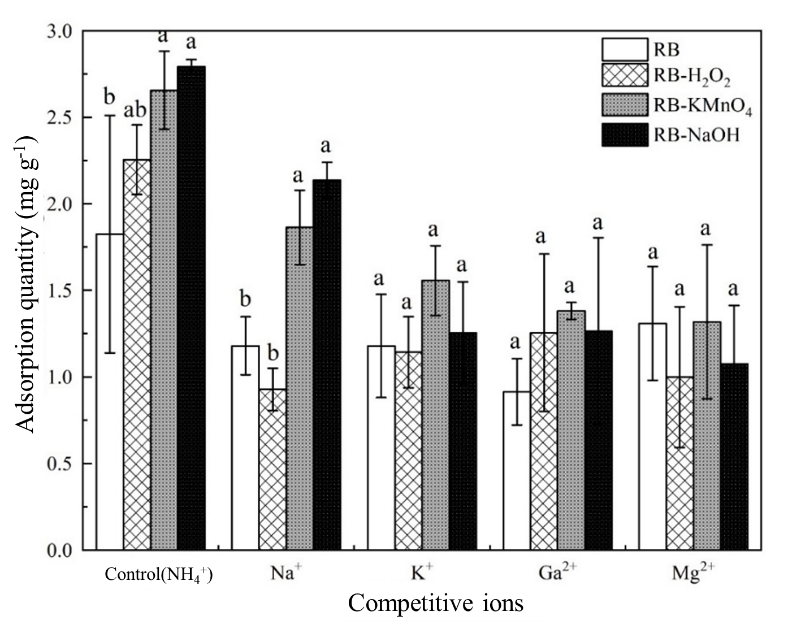 3.0
2.5
2.0
1.5
1.0
0.5
0.0
Adsorption quantity (mg g⁻¹)
b
ab
a
a
b
b
a
a
a
a
a
a
a
a
a
a
a
a
a
a
RB
RB-H₂O₂
RB-KMnO₄
RB-NaOH
Control(NH₄⁺)
Na⁺
K⁺
Ga²⁺
Mg²⁺
Competitive ions